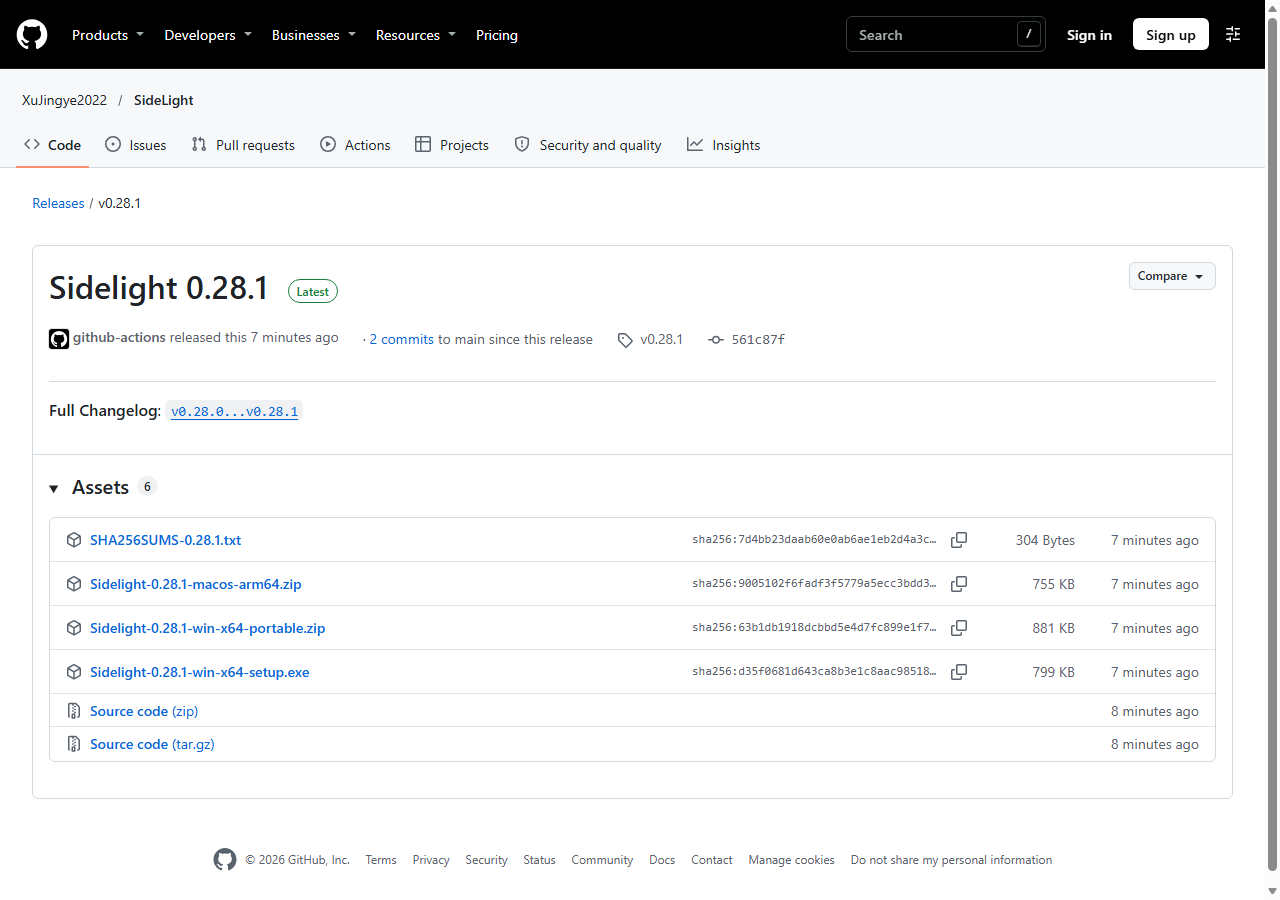 Products Developers Businesses Resources Pricing Search / Sign in Sign up
XuJingye2022 / SideLight
Code Issues Pull requests Actions Projects Security and quality Insights
Releases / v0.28.1
Sidelight 0.28.1 Latest Compare
github-actions released this 7 minutes ago · 2 commits to main since this release v0.28.1 561c87f
Full Changelog: v0.28.0...v0.28.1
Assets 6
SHA256SUMS-0.28.1.txt sha256:7d4bb23daab60e0ab6ae1eb2d4a3c… 304 Bytes 7 minutes ago
Sidelight-0.28.1-macos-arm64.zip sha256:9005102f6fadf3f5779a5ecc3bdd3… 755 KB 7 minutes ago
Sidelight-0.28.1-win-x64-portable.zip sha256:63b1db1918dcbbd5e4d7fc899e1f7… 881 KB 7 minutes ago
Sidelight-0.28.1-win-x64-setup.exe sha256:d35f0681d643ca8b3e1c8aac98518… 799 KB 7 minutes ago
Source code (zip) 8 minutes ago
Source code (tar.gz) 8 minutes ago
© 2026 GitHub, Inc. Terms Privacy Security Status Community Docs Contact Manage cookies Do not share my personal information